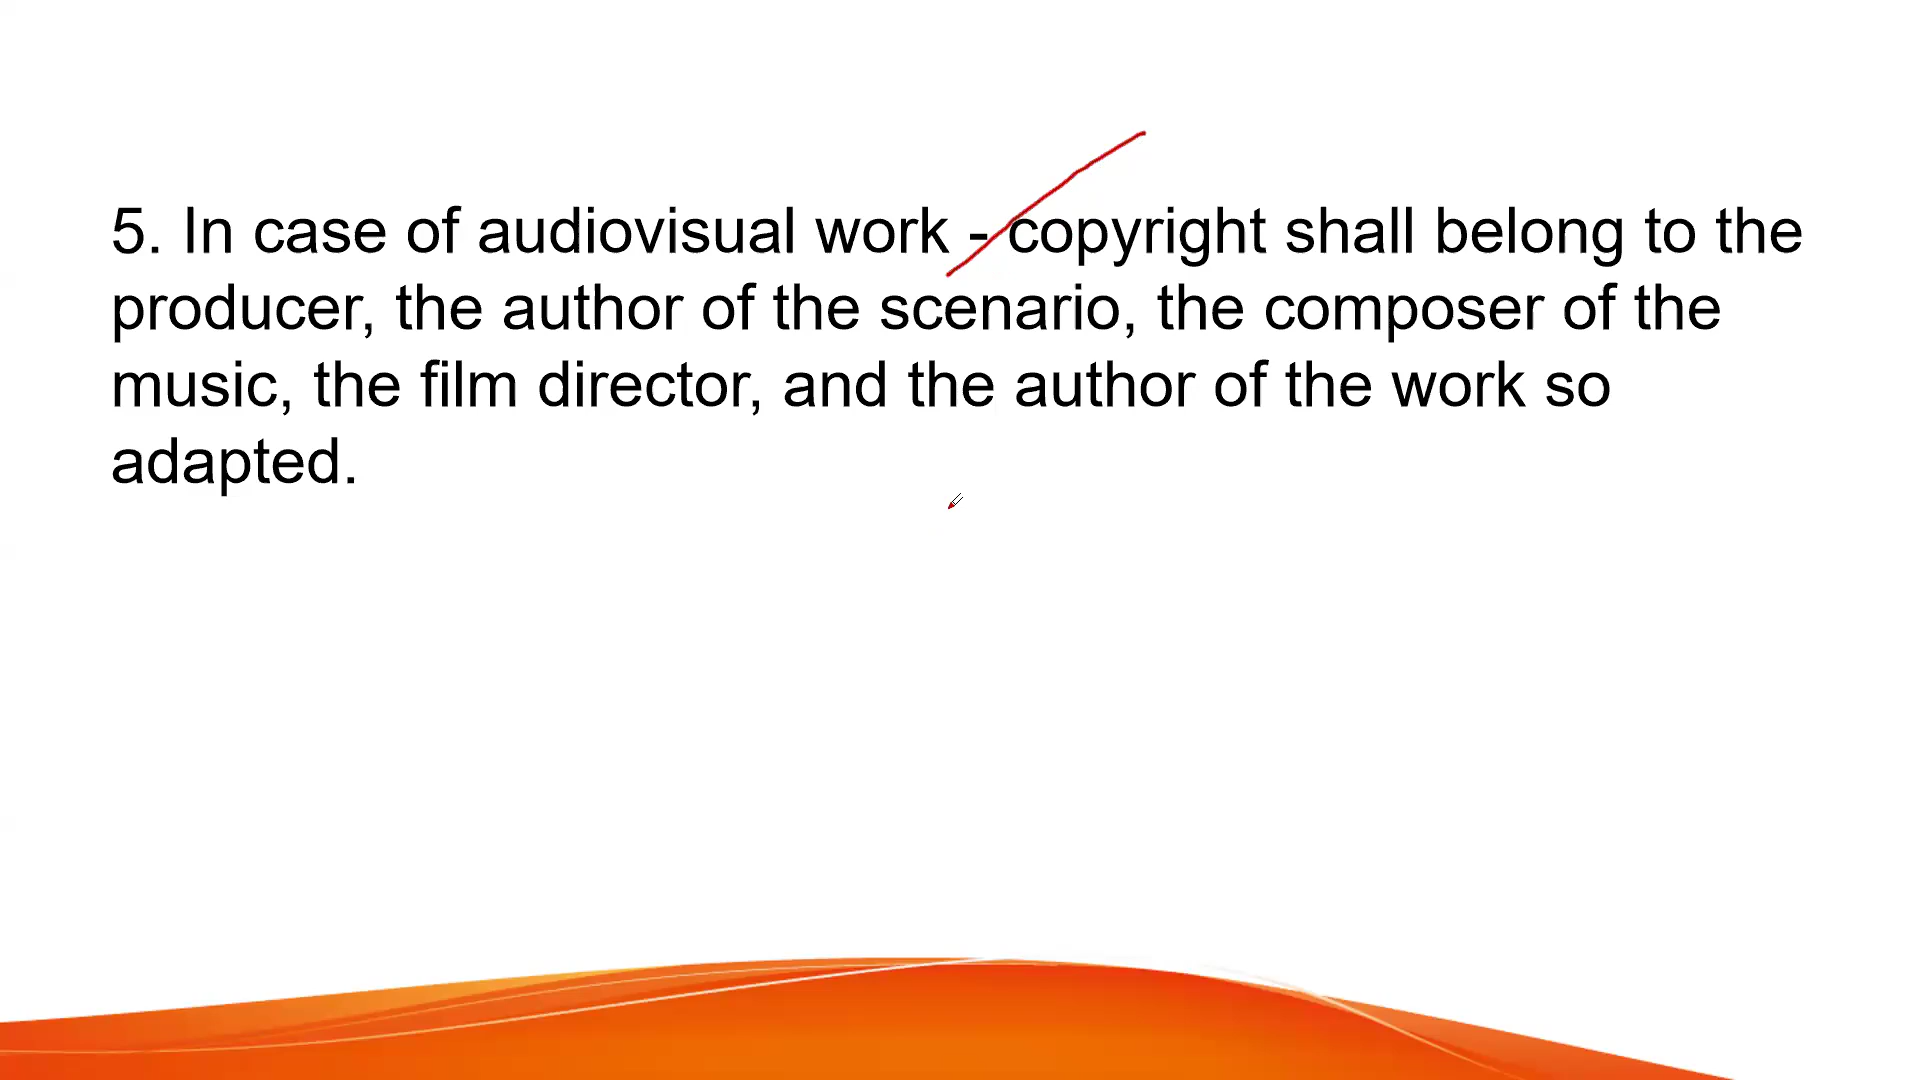 5. In case of audiovisual work - copyright shall belong to the
producer, the author of the scenario, the composer of the
music, the film director, and the author of the work so
adapted.